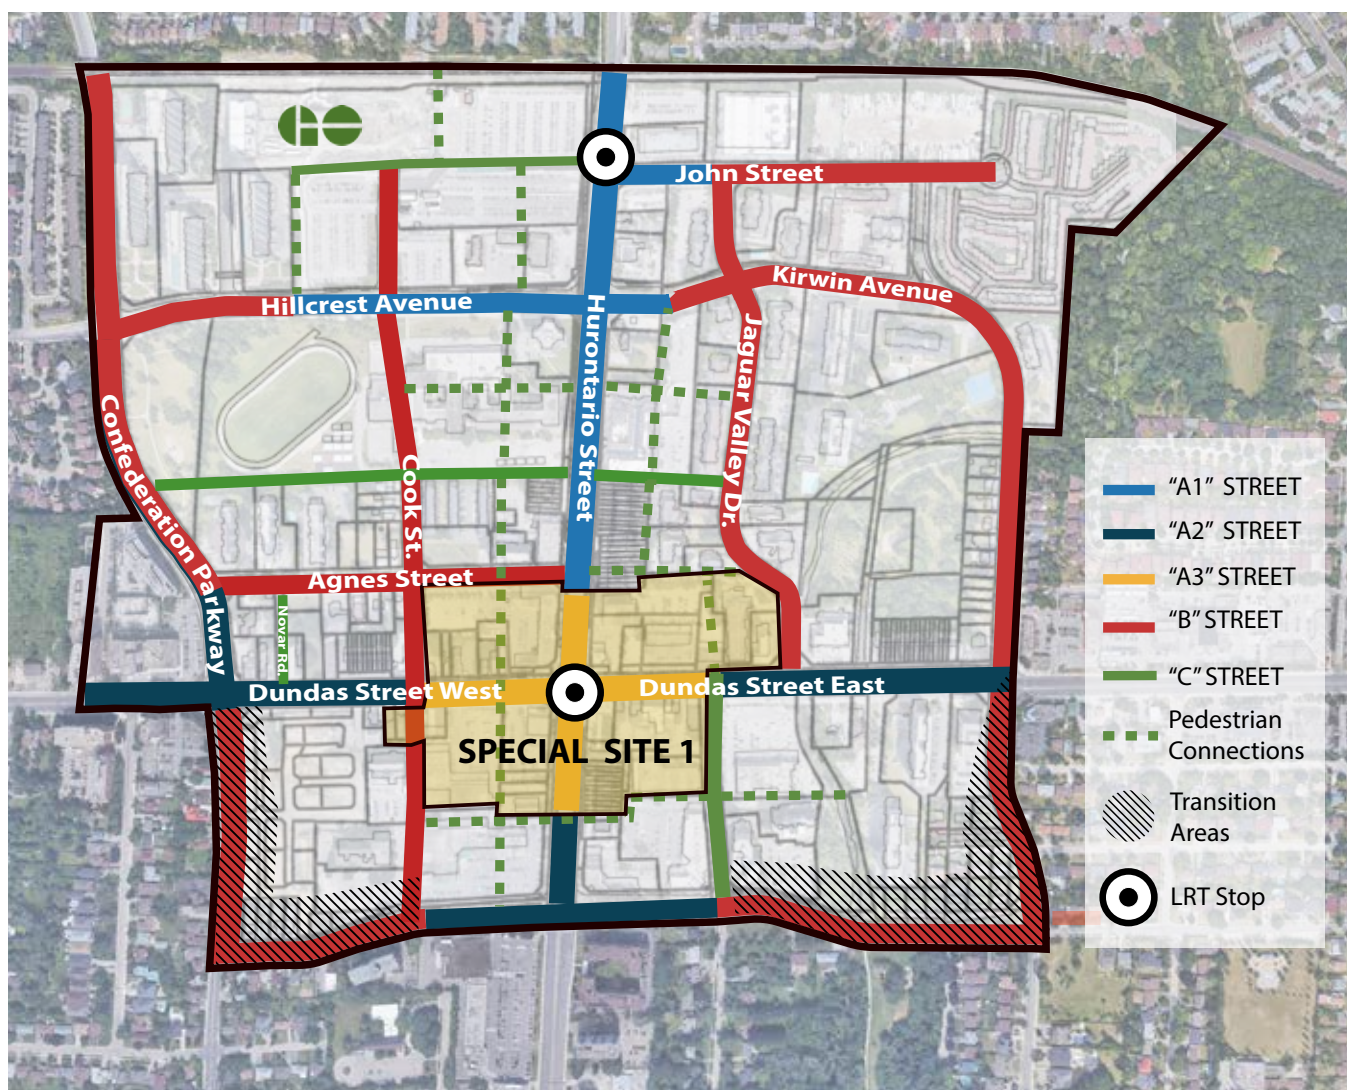 GO
John Street
Kirwin Avenue
Hillcrest Avenue
Hurontario Street
Jaguar Valley Dr.
Confederation Parkway
Cook St.
Agnes Street
Novar Rd.
Dundas Street West
Dundas Street East
SPECIAL SITE 1
"A1" STREET
"A2" STREET
"A3" STREET
"B" STREET
"C" STREET
Pedestrian
Connections
Transition
Areas
LRT Stop